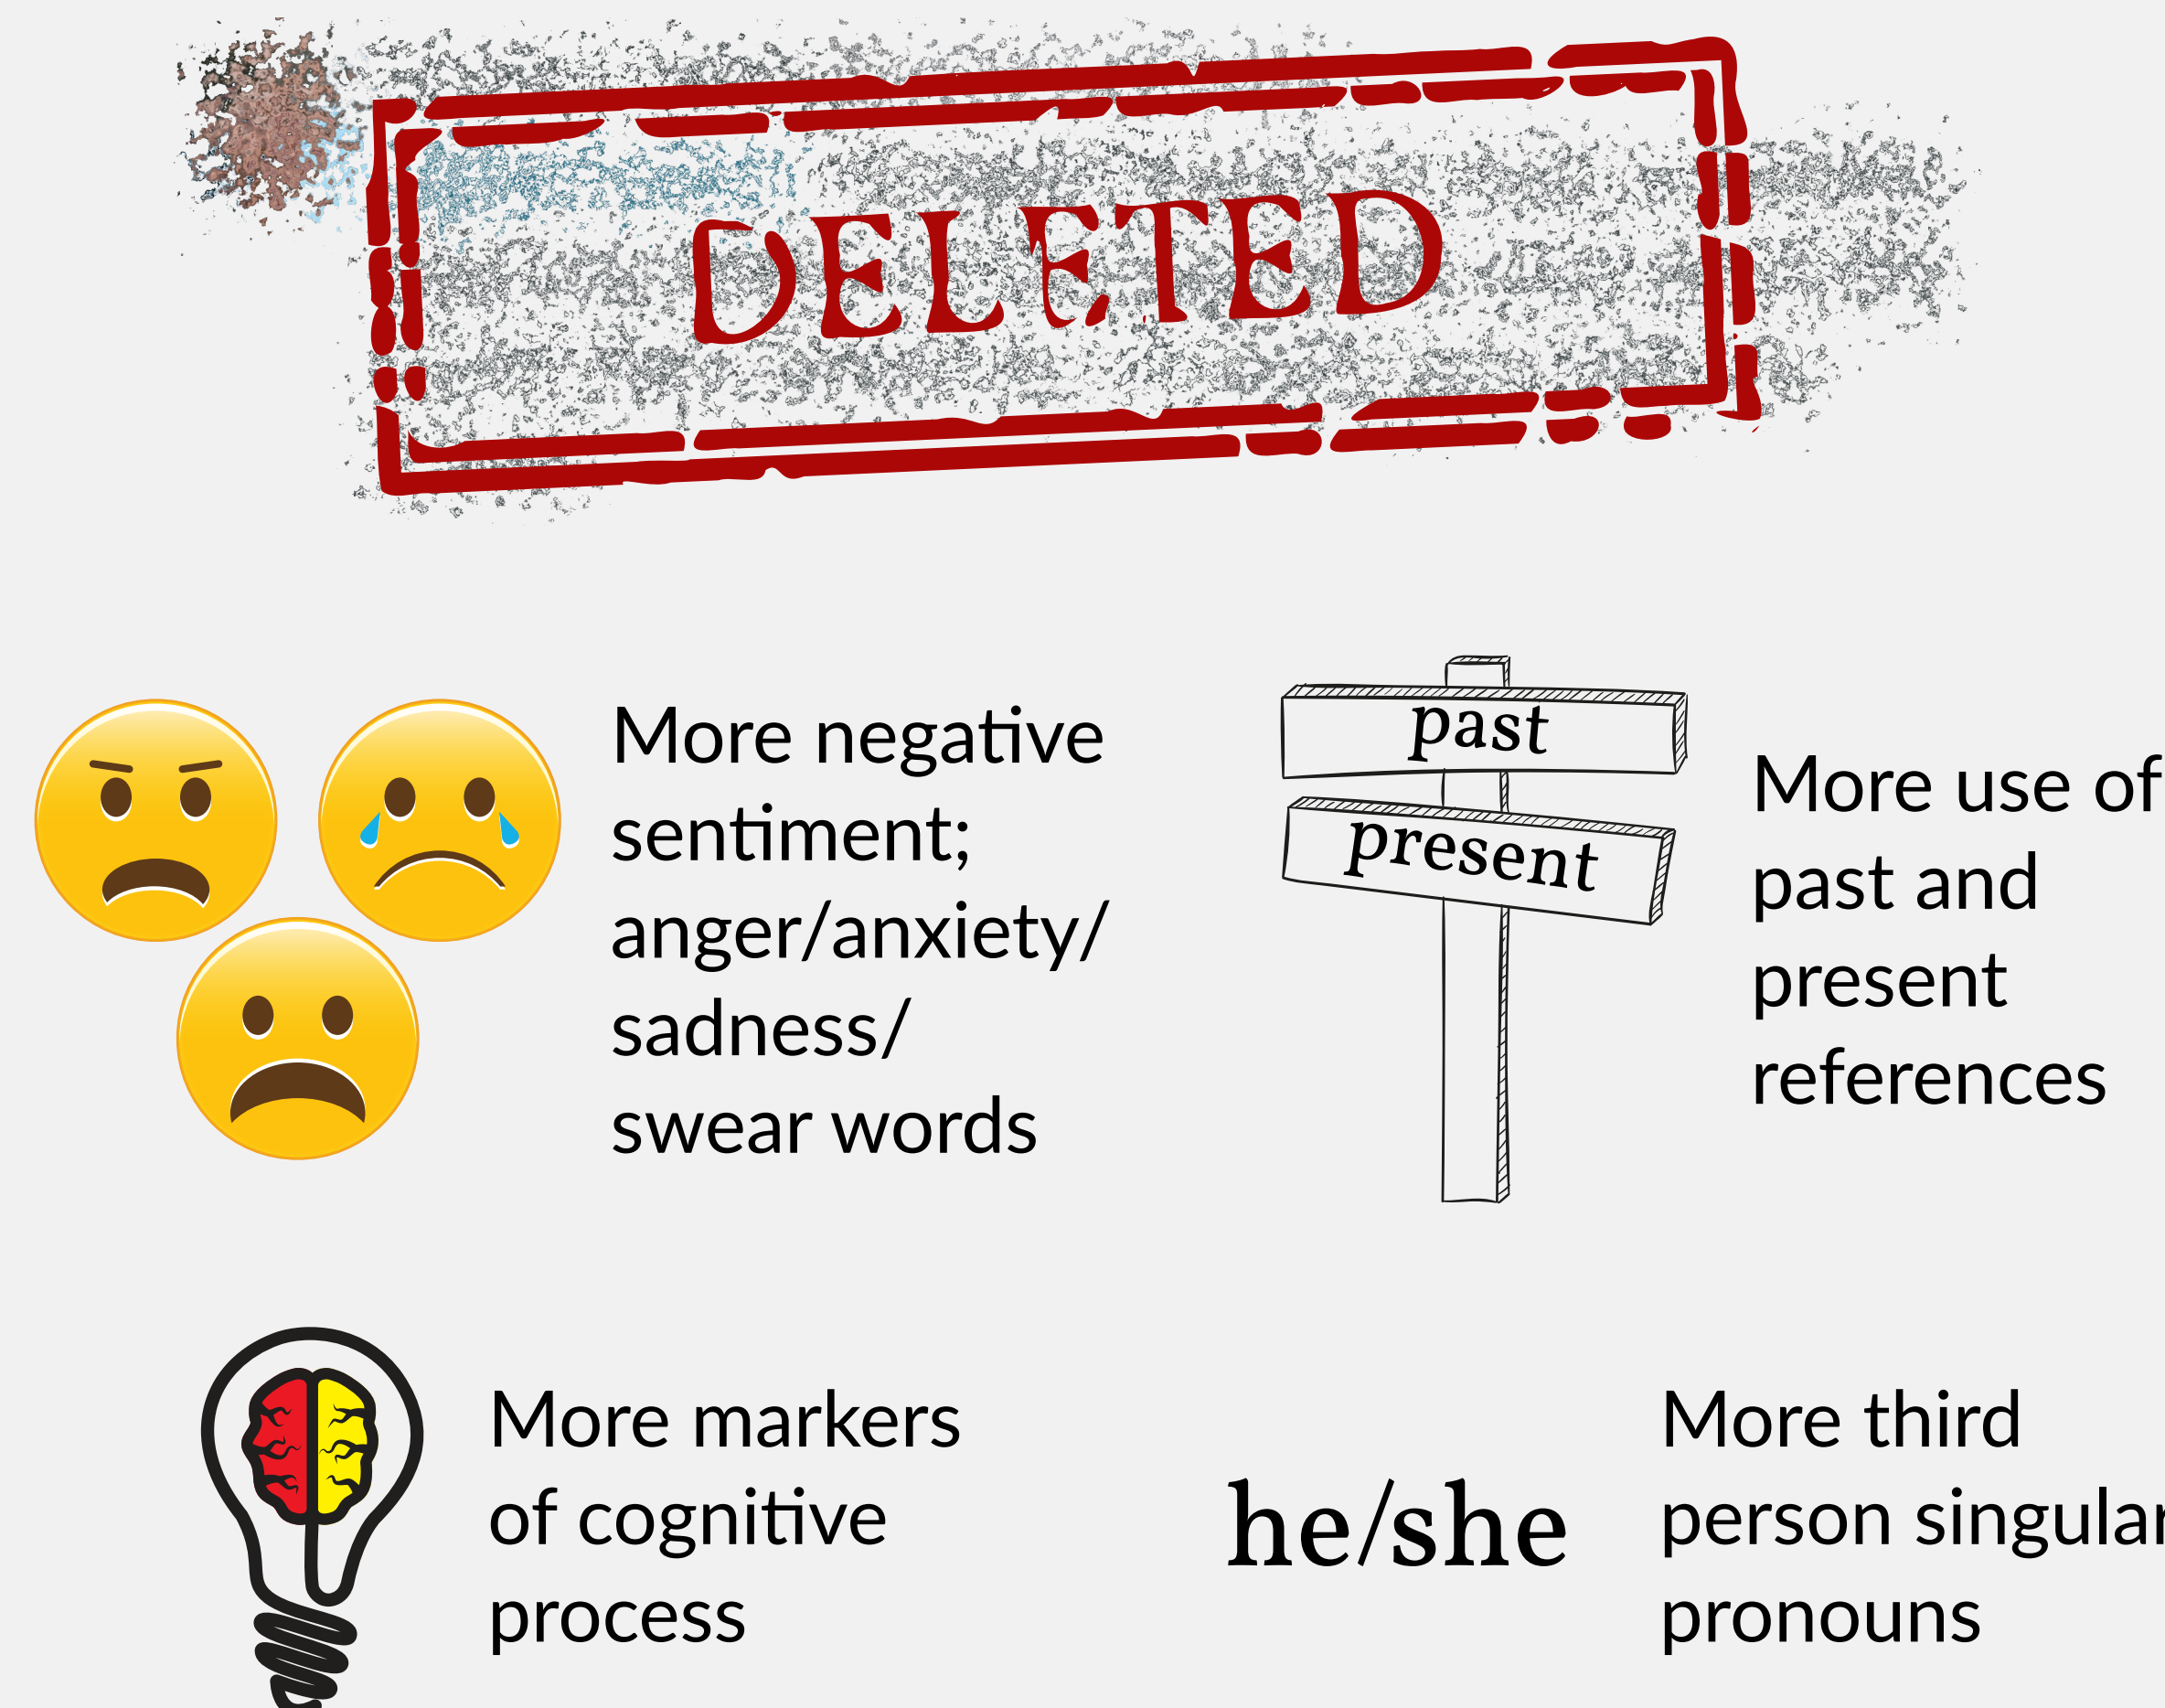 DELETED
More negative
sentiment;
anger/anxiety/
sadness/
swear words
past
present
More use of
past and
present
references
More markers
of cognitive
process
he/she
More third
person singular
pronouns